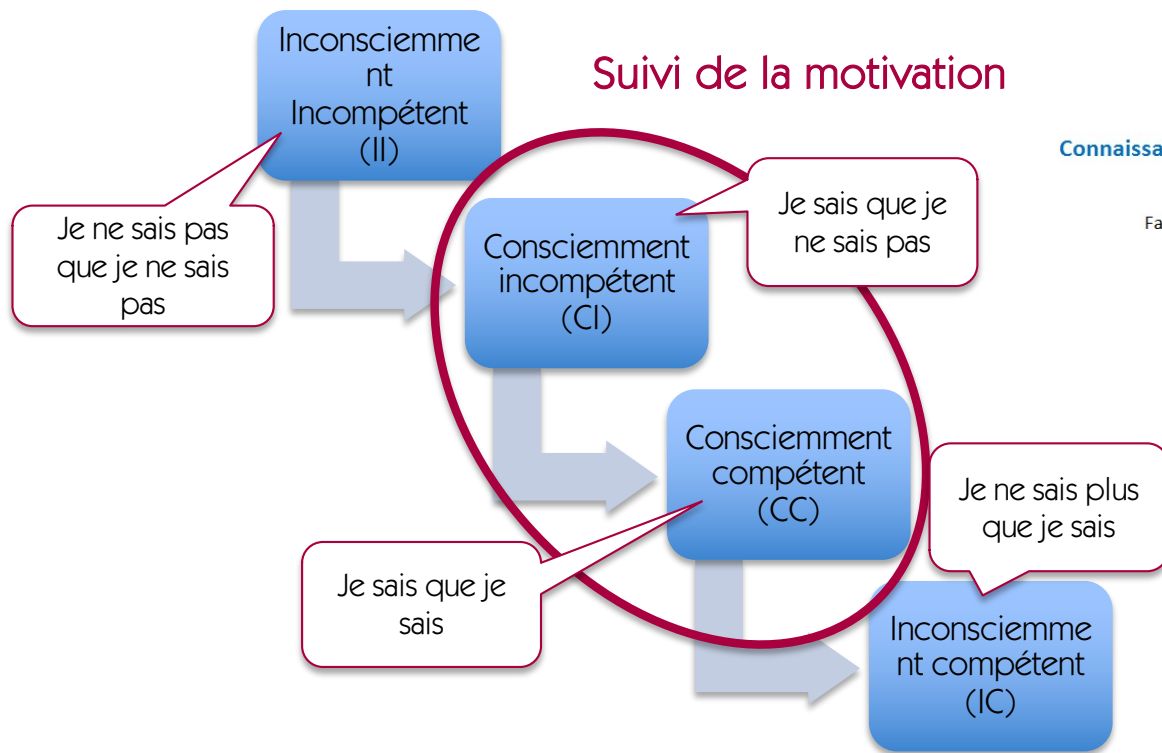 Inconsciemme
nt
Incompétent
(II)
Suivi de la motivation
Je ne sais pas
que je ne sais
pas
Consciemment
incompétent
(CI)
Je sais que je
ne sais pas
Connaissa
Fa
Consciemment
compétent
(CC)
Je sais que je
sais
Je ne sais plus
que je sais
Inconsciemme
nt compétent
(IC)